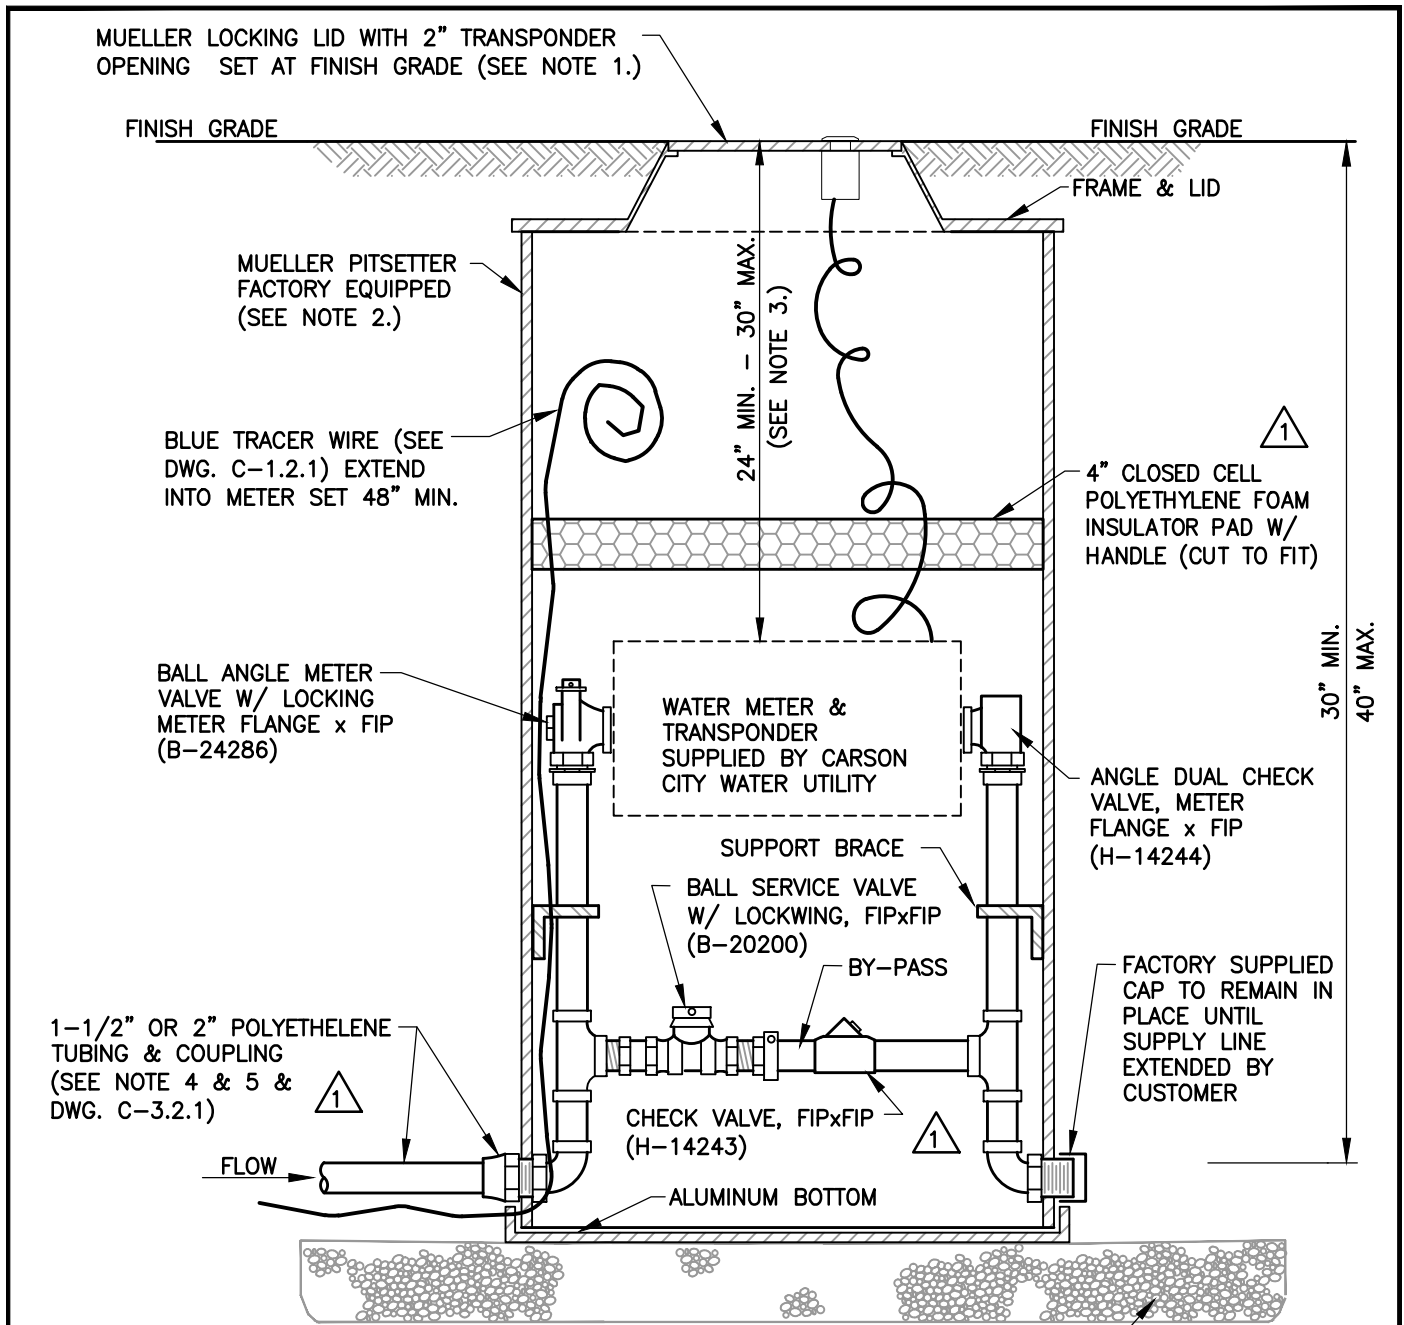 MUELLER LOCKING LID WITH 2" TRANSPONDER
OPENING SET AT FINISH GRADE (SEE NOTE 1.)
FINISH GRADE
FINISH GRADE
FRAME & LID
MUELLER PITSETTER
FACTORY EQUIPPED
(SEE NOTE 2.)
24" MIN. – 30" MAX.
(SEE NOTE 3.)
BLUE TRACER WIRE (SEE
DWG. C–1.2.1) EXTEND
INTO METER SET 48" MIN.
1
4" CLOSED CELL
POLYETHYLENE FOAM
INSULATOR PAD W/
HANDLE (CUT TO FIT)
30" MIN.
40" MAX.
BALL ANGLE METER
VALVE W/ LOCKING
METER FLANGE x FIP
(B–24286)
WATER METER &
TRANSPONDER
SUPPLIED BY CARSON
CITY WATER UTILITY
ANGLE DUAL CHECK
VALVE, METER
FLANGE x FIP
(H–14244)
SUPPORT BRACE
BALL SERVICE VALVE
W/ LOCKWING, FIPxFIP
(B–20200)
BY–PASS
FACTORY SUPPLIED
CAP TO REMAIN IN
PLACE UNTIL
SUPPLY LINE
EXTENDED BY
CUSTOMER
1–1/2" OR 2" POLYETHELENE
TUBING & COUPLING
(SEE NOTE 4 & 5 &
DWG. C–3.2.1)
1
CHECK VALVE, FIPxFIP
(H–14243)
1
FLOW
ALUMINUM BOTTOM